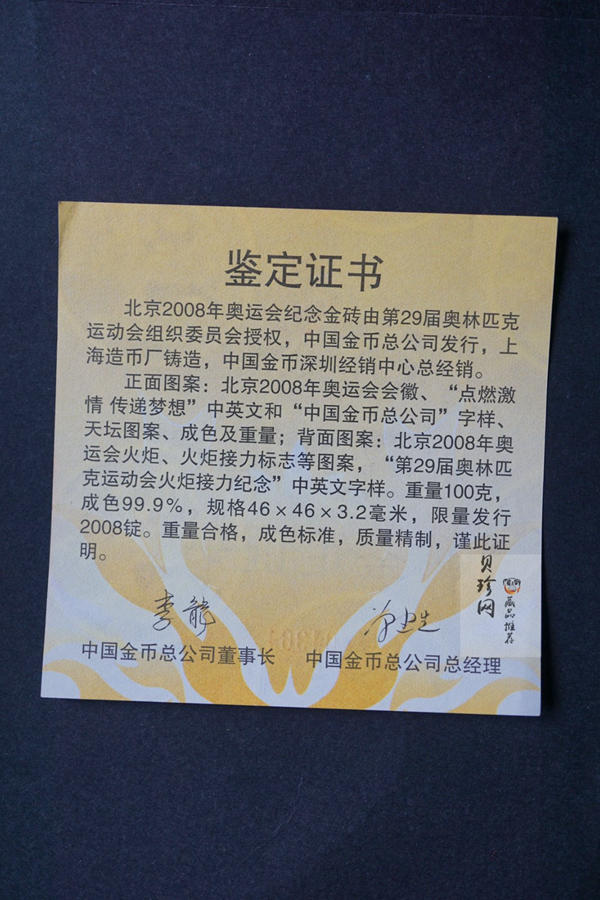 鉴定证书
北京2008年奥运会纪念金砖由第29届奥林匹克
运动会组织委员会授权，中国金币总公司发行，上
海造币厂铸造，中国金币深圳经销中心总经销。
正面图案：北京2008年奥运会会徽、“点燃激
情 传递梦想”中英文和“中国金币总公司”字样、
天坛图案、成色及重量；背面图案：北京2008年奥
运会火炬、火炬接力标志等图案，“第29届奥林匹
克运动会火炬接力纪念”中英文字样。重量100克，
成色99.9%，规格46×46×3.2毫米，限量发行
2008锭。重量合格，成色标准，质量精制，谨此证
明。
中国金币总公司董事长 中国金币总公司总经理
贝珍网
藏品推荐